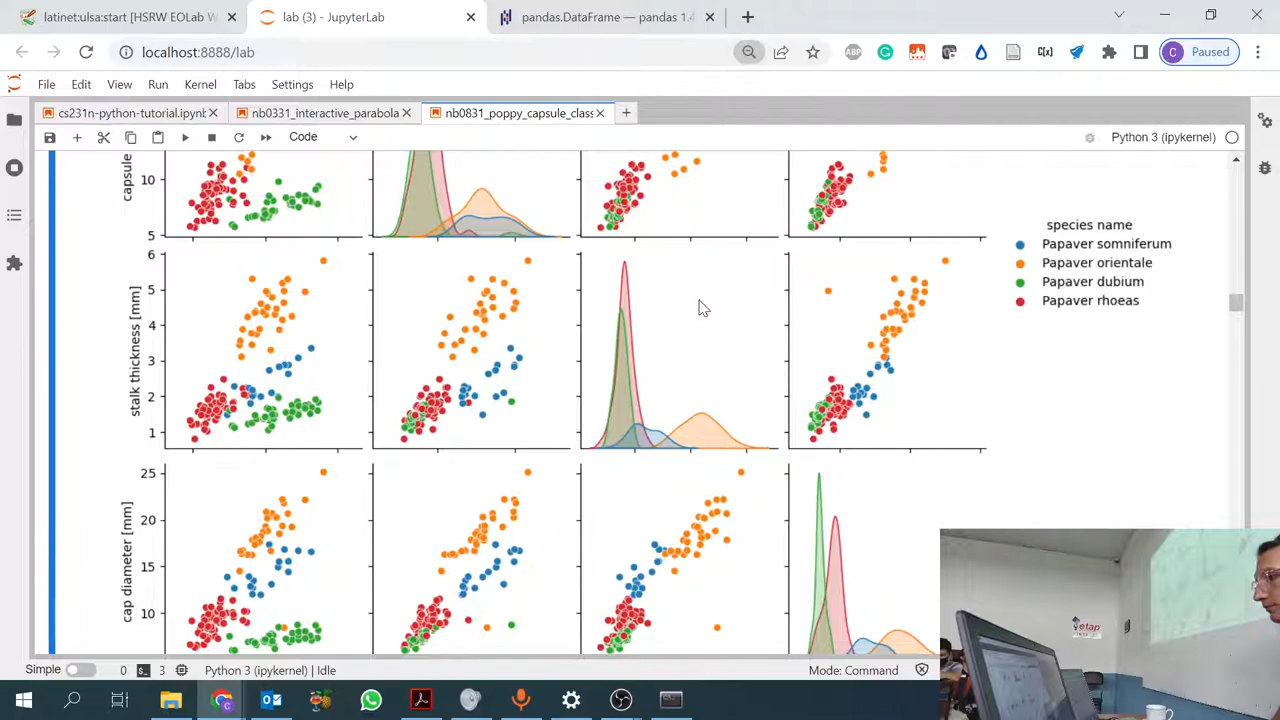 latinet:ulsa:start [HSRW EOLab W
lab (3) - JupyterLab
pandas.DataFrame — pandas 1.4
localhost:8888/lab
ABP
C[x]
C Paused
File Edit View Run Kernel Tabs Settings Help
cs231n-python-tutorial.ipynb
nb0331_interactive_parabola
nb0831_poppy_capsule_class
Code
Python 3 (ipykernel)
capsule
10
5
species name
Papaver somniferum
Papaver orientale
Papaver dubium
Papaver rhoeas
stalk thickness [mm]
6
5
4
3
2
1
cap diameter [mm]
25
20
15
10
etap
Simple 0 3 Python 3 (ipykernel) | Idle Mode: Command